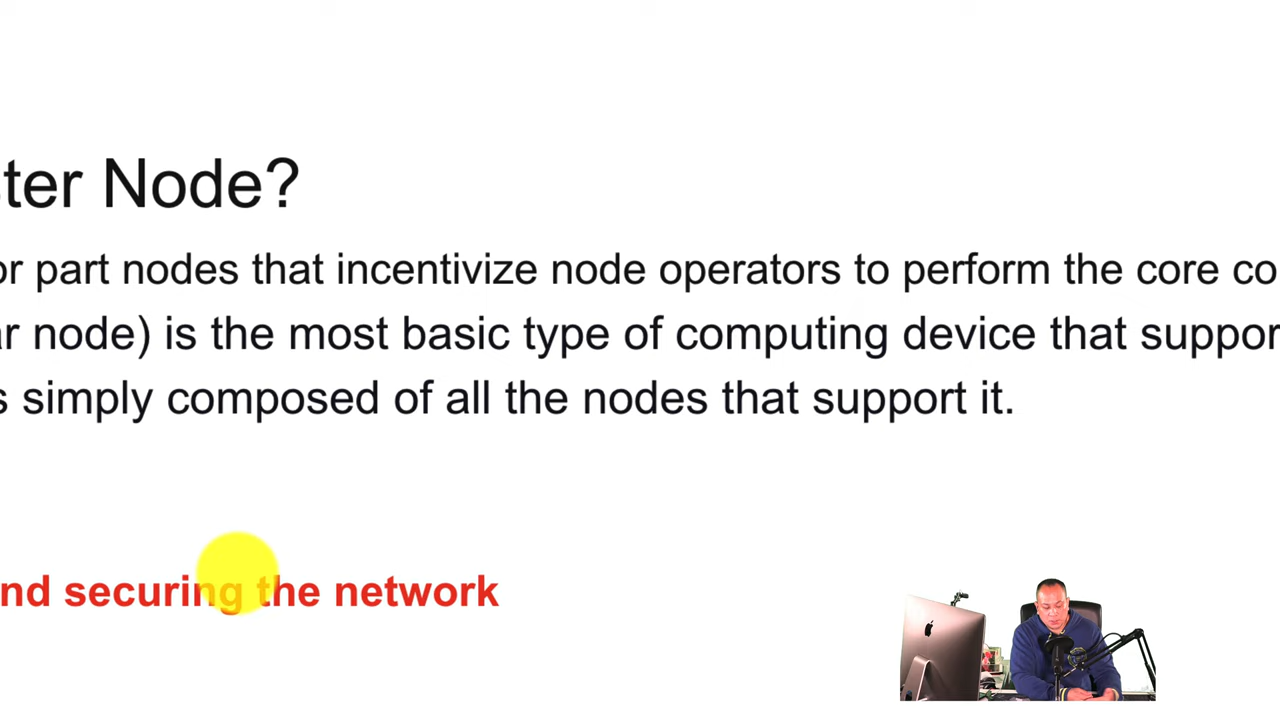 ster Node?
or part nodes that incentivize node operators to perform the core co
ar node) is the most basic type of computing device that suppor
s simply composed of all the nodes that support it.
nd securing the network